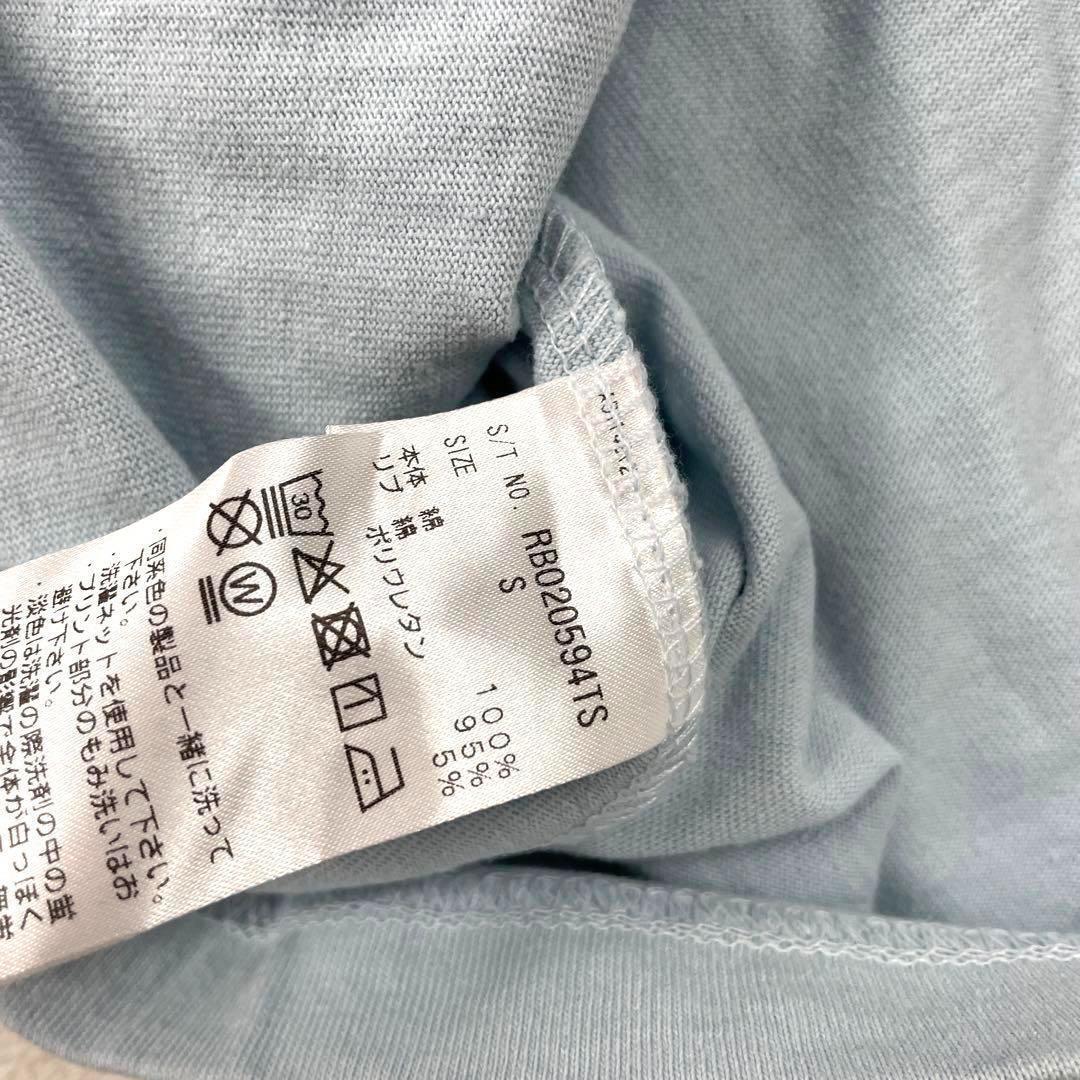 S/T NO. RB020594TS
SIZE S
本体 綿 100%
リブ 綿 95%
ポリウレタン 5%
30
W
・同系色の製品と一緒に洗って
下さい。
・洗濯ネットを使用して下さい。
・プリント部分のもみ洗いはお
避け下さい。
・淡色は洗濯の際洗剤の中の蛍
光剤の影響で全体が白っぽく